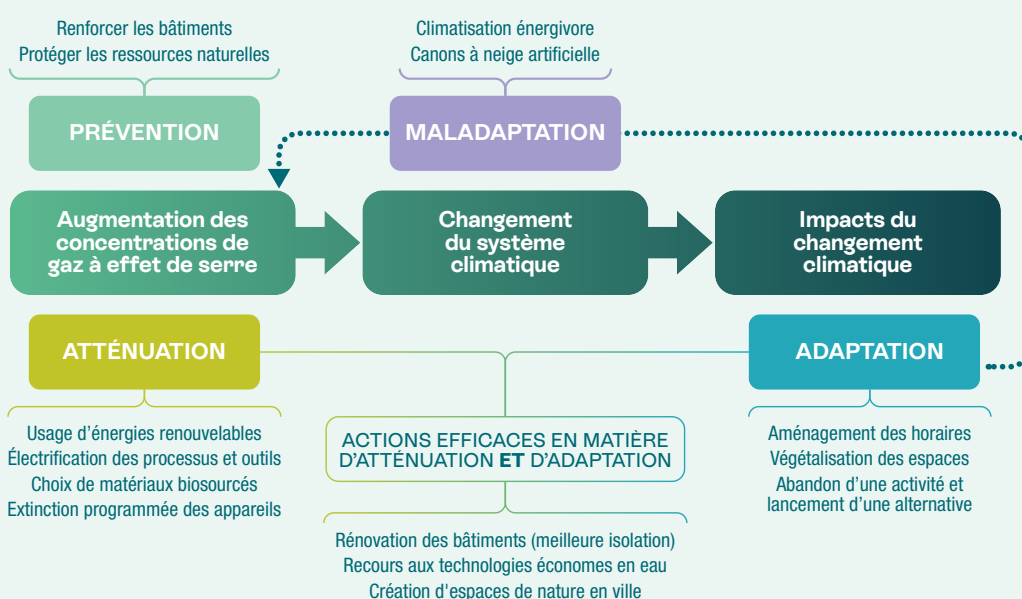 Renforcer les bâtiments
Protéger les ressources naturelles
PRÉVENTION
Climatisation énergivore
Canons à neige artificielle
MALADAPTATION
Augmentation des
concentrations de
gaz à effet de serre
Changement
du système
climatique
Impacts du
changement
climatique
ATTÉNUATION
Usage d’énergies renouvelables
Électrification des processus et outils
Choix de matériaux biosourcés
Extinction programmée des appareils
ACTIONS EFFICACES EN MATIÈRE
D’ATTÉNUATION ET D’ADAPTATION
Rénovation des bâtiments (meilleure isolation)
Recours aux technologies économes en eau
Création d'espaces de nature en ville
ADAPTATION
Aménagement des horaires
Végétalisation des espaces
Abandon d’une activité et
lancement d’une alternative